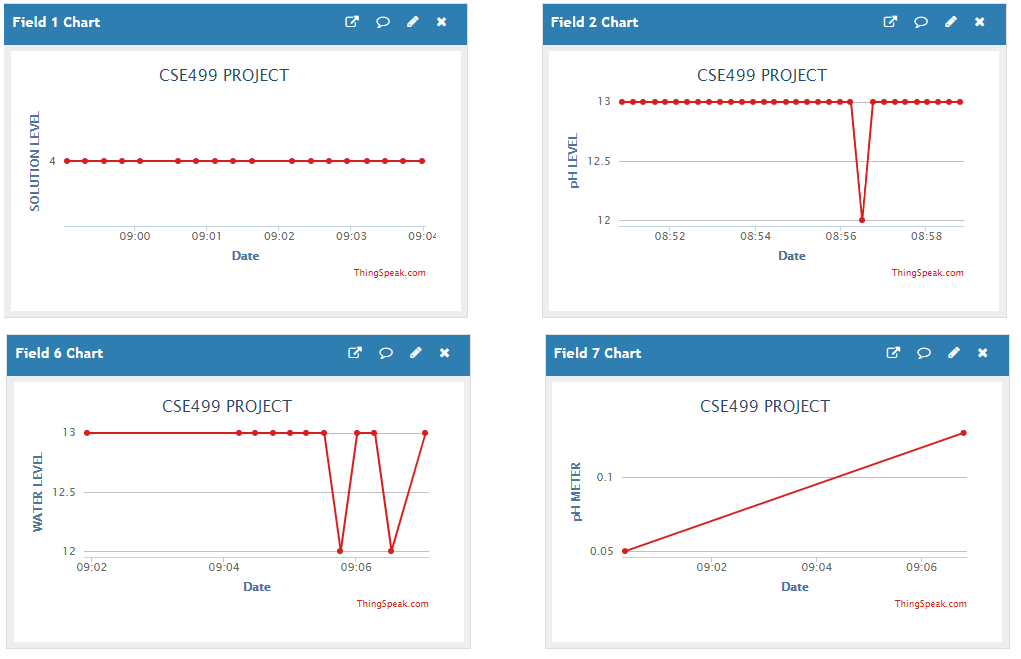 Field 1 Chart
CSE499 PROJECT
SOLUTION LEVEL
4
09:00 09:01 09:02 09:03 09:04
Date
ThingSpeak.com
Field 2 Chart
CSE499 PROJECT
pH LEVEL
13
12.5
12
08:52 08:54 08:56 08:58
Date
ThingSpeak.com
Field 6 Chart
CSE499 PROJECT
WATER LEVEL
13
12.5
12
09:02 09:04 09:06
Date
ThingSpeak.com
Field 7 Chart
CSE499 PROJECT
pH METER
0.1
0.05
09:02 09:04 09:06
Date
ThingSpeak.com